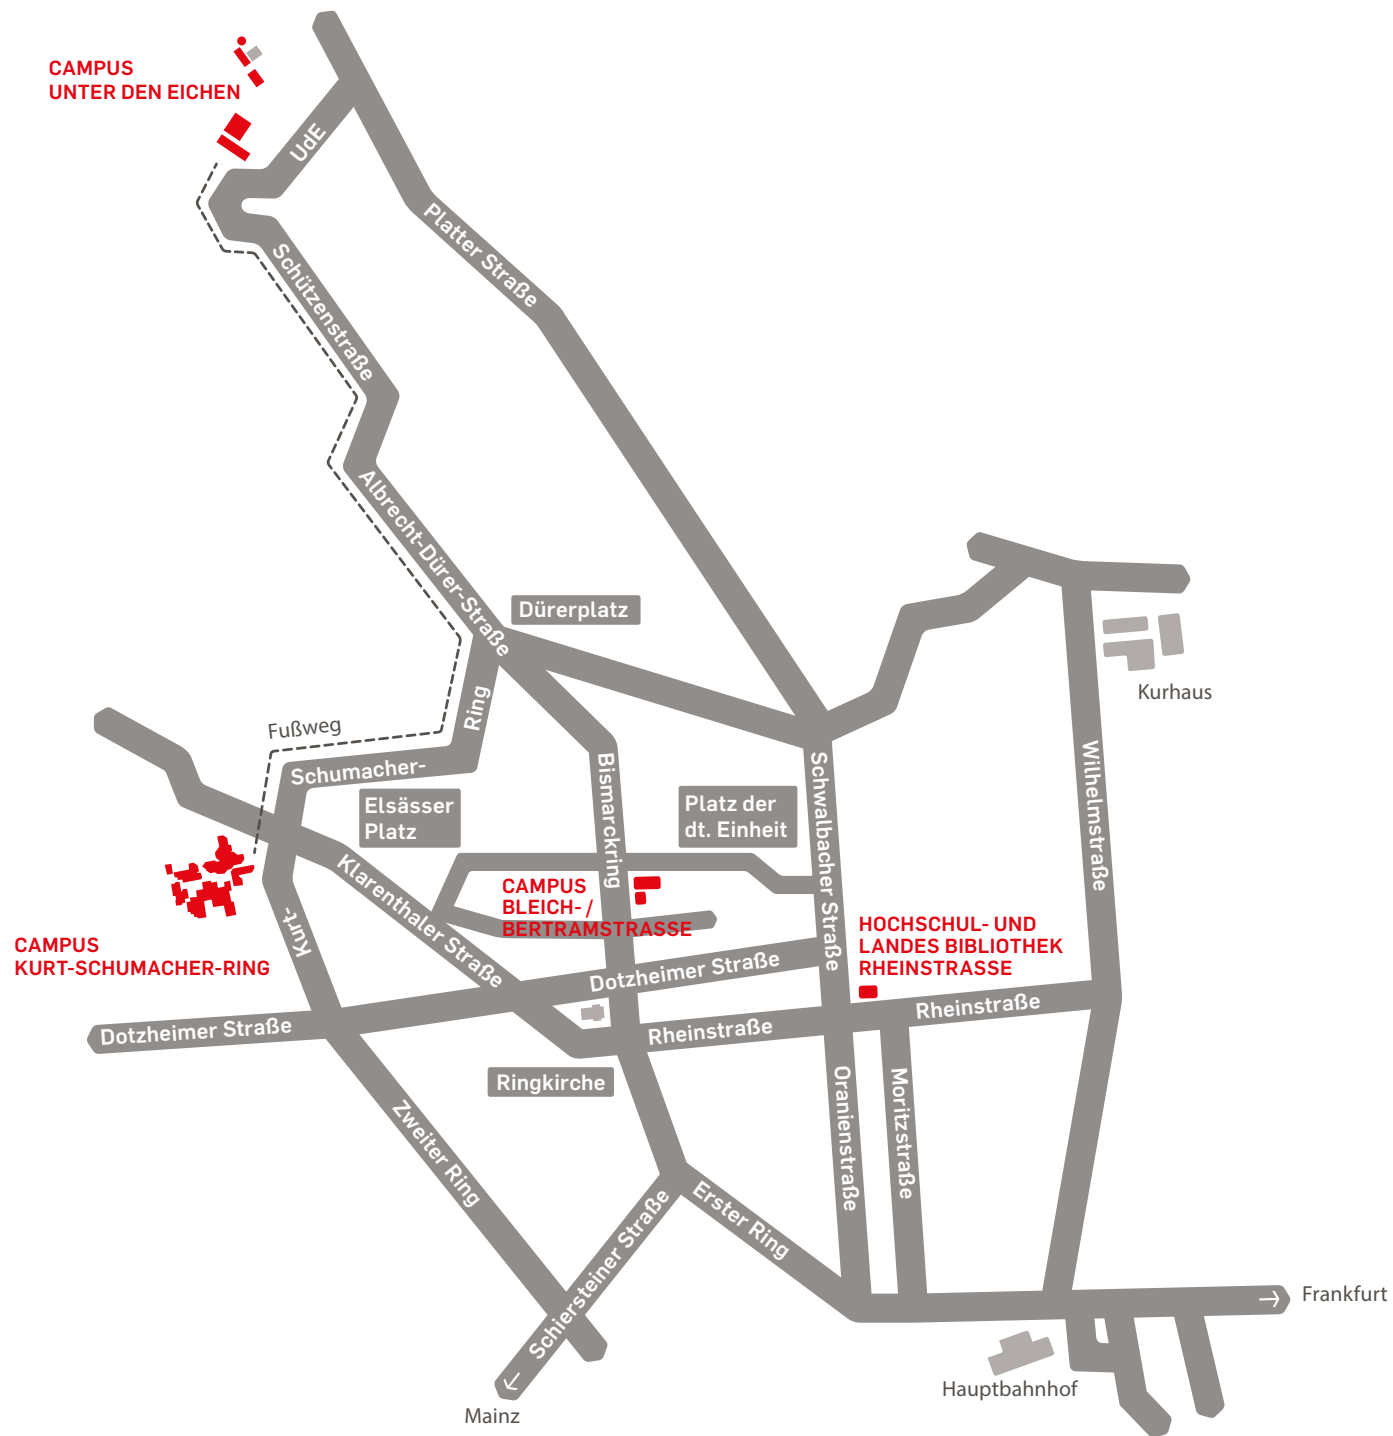 CAMPUS
UNTER DEN EICHEN
UdE
Platter Straße
Schützenstraße
Albrecht-Dürer-Straße
Dürerplatz
Kurhaus
Ring
Fußweg
Schumacher-
Bismarckring
Schwalbacher Straße
Wilhelmstraße
Elsässer
Platz
Platz der
dt. Einheit
Klarenthaler Straße
CAMPUS
BLEICH- /
BERTRAMSTRASSE
HOCHSCHUL- UND
LANDES BIBLIOTHEK
RHEINSTRASSE
CAMPUS
KURT-SCHUMACHER-RING
Kurt-
Dotzheimer Straße
Dotzheimer Straße
Rheinstraße
Rheinstraße
Ringkirche
Oranienstraße
Moritzstraße
Zweiter Ring
Erster Ring
Schiersteiner Straße
Frankfurt
Hauptbahnhof
Mainz